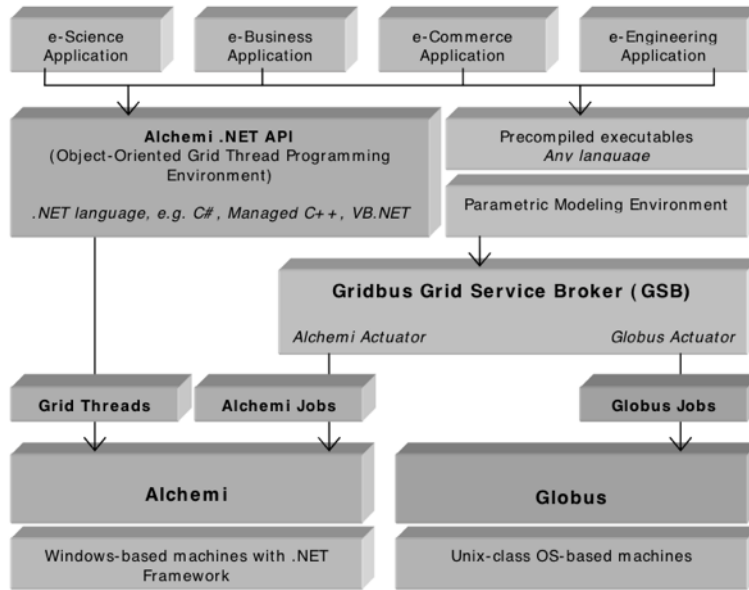 e-Science
Application
e-Business
Application
e-Commerce
Application
e-Engineering
Application
Alchemi .NET API
(Object-Oriented Grid Thread Programming
Environment)
.NET language, e.g. C#, Managed C++, VB.NET
Precompiled executables
Any language
Parametric Modeling Environment
Gridbus Grid Service Broker (GSB)
Alchemi Actuator
Globus Actuator
Grid Threads
Alchemi Jobs
Globus Jobs
Alchemi
Globus
Windows-based machines with .NET
Framework
Unix-class OS-based machines